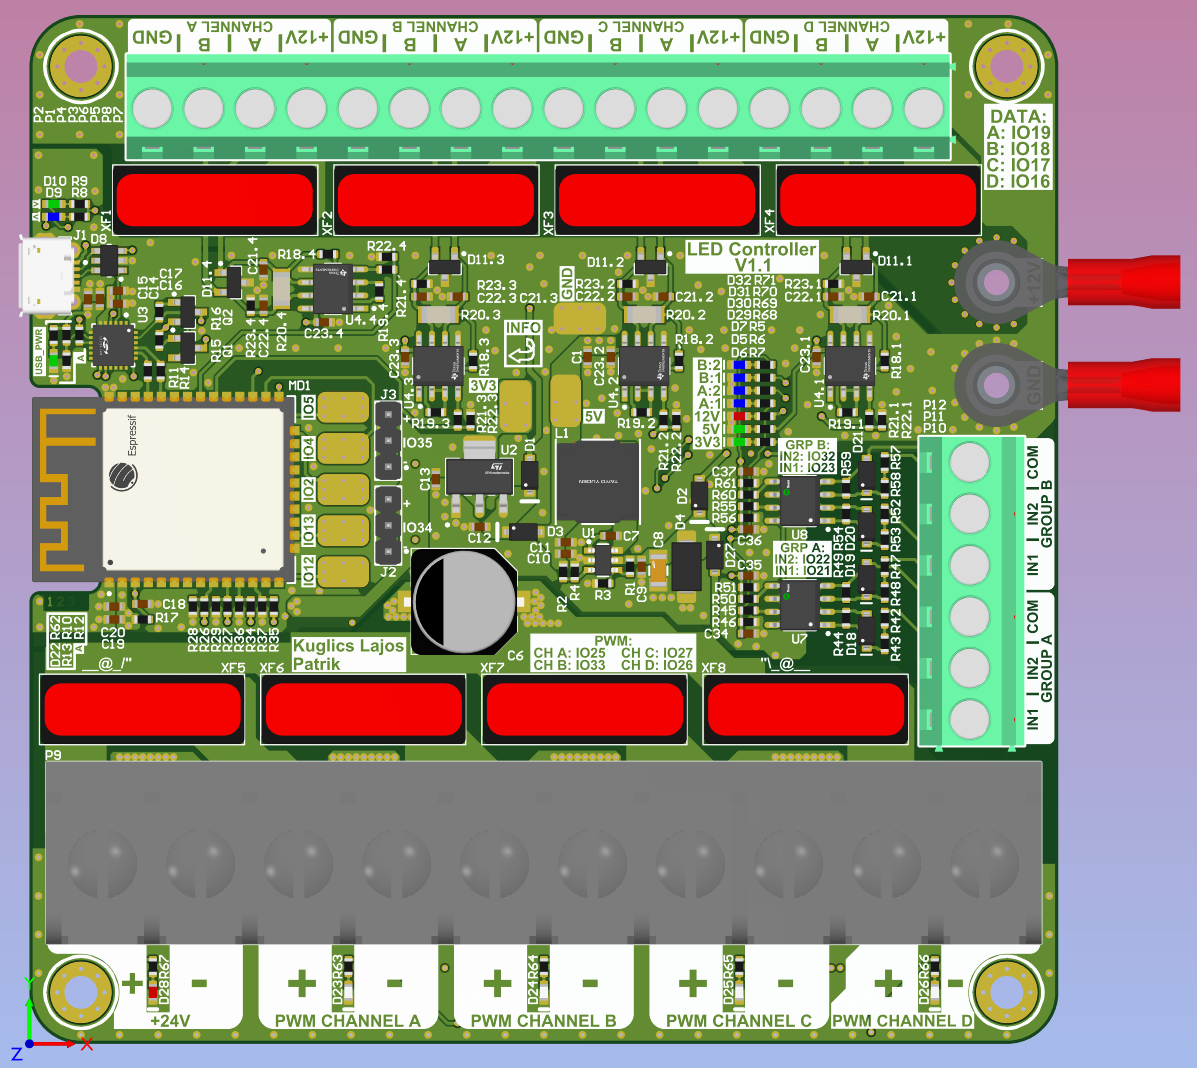 CHANNEL A
CHANNEL B
CHANNEL C
CHANNEL D
GND | B | A | +12V
GND | B | A | +12V
GND | B | A | +12V
GND | B | A | +12V
P2
P1
P4
P3
P6
P5
P8
P7
DATA:
A: IO19
B: IO18
C: IO17
D: IO16
D10 R9
D9 R8
XF1
XF2
XF3
XF4
J1
D8
LED Controller
V1.1
+12V
GND
C17
C16
C15
C14
U3
D11.4
C21.4
R18.4
R22.4
R21.4
R19.4
U4.4
C23.4
R20.4
C22.4
R23.4
R16
Q2
R15
Q1
R11
R14
USB PWR
D11.3
R23.3
C22.3
C21.3
R20.3
R18.3
C23.3
U4.3
R19.3
R21.3
R22.3
GND
INFO
3V3
5V
D11.2
R23.2
C22.2
C21.2
R20.2
R18.2
C1
C23.2
U4.2
R19.2
R21.2
R22.2
D11.1
R23.1
C22.1
C21.1
R20.1
R18.1
C23.1
U4.1
R19.1
R21.1
R22.1
D32 R71
D31 R70
D30 R69
D29 R68
D7 R5
D5 R6
D6 R7
B:2
B:1
A:2
A:1
12V
5V
3V3
P12
P11
P10
MD1
Espressif
IO5
IO4
IO2
IO13
IO12
J3
+
IO35
+
IO34
J2
C13
U2
D1
L1
TAIYO YUDEN
C12
D3
C11
C10
U1
C7
C8
R2
R4
R3
R1
C9
D2
D4
D27
C37
R61
R60
R55
R56
C36
C35
R51
R50
R45
R46
C34
GRP B:
IN2: IO32
IN1: IO23
U8
GRP A:
IN2: IO22
IN1: IO21
U7
D21
R59
R57
R58
R52
R53
R54
D20
R49
D19
R47
R48
R42
R43
R44
D18
IN1 | IN2 | COM
GROUP B
IN1 | IN2 | COM
GROUP A
123
D22 R62
R13 R10
A R12
C20
C19
C18
R17
R28
R26
R29
R27
R36
R34
R37
R35
__@_/"
Kuglics Lajos
Patrik
C6
PWM:
CH A: IO25 CH C: IO27
CH B: IO33 CH D: IO26
"\_@__
XF5
XF6
XF7
XF8
P9
+ D28 R67 -
+ D23 R63 -
+ D24 R64 -
+ D25 R65 -
+ D26 R66 -
+24V
PWM CHANNEL A
PWM CHANNEL B
PWM CHANNEL C
PWM CHANNEL D
Y
Z
X